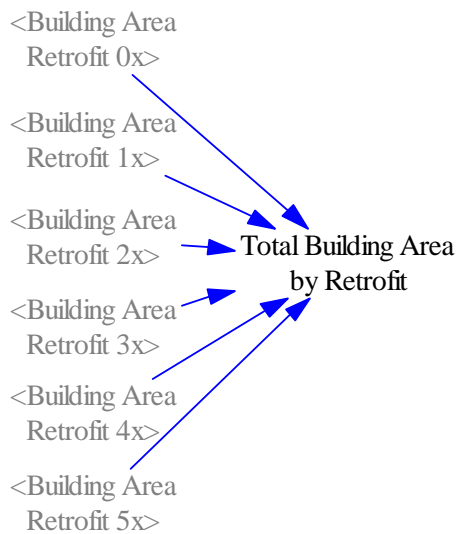 <Building Area
Retrofit 0x>
<Building Area
Retrofit 1x>
<Building Area
Retrofit 2x>
<Building Area
Retrofit 3x>
<Building Area
Retrofit 4x>
<Building Area
Retrofit 5x>
Total Building Area
by Retrofit